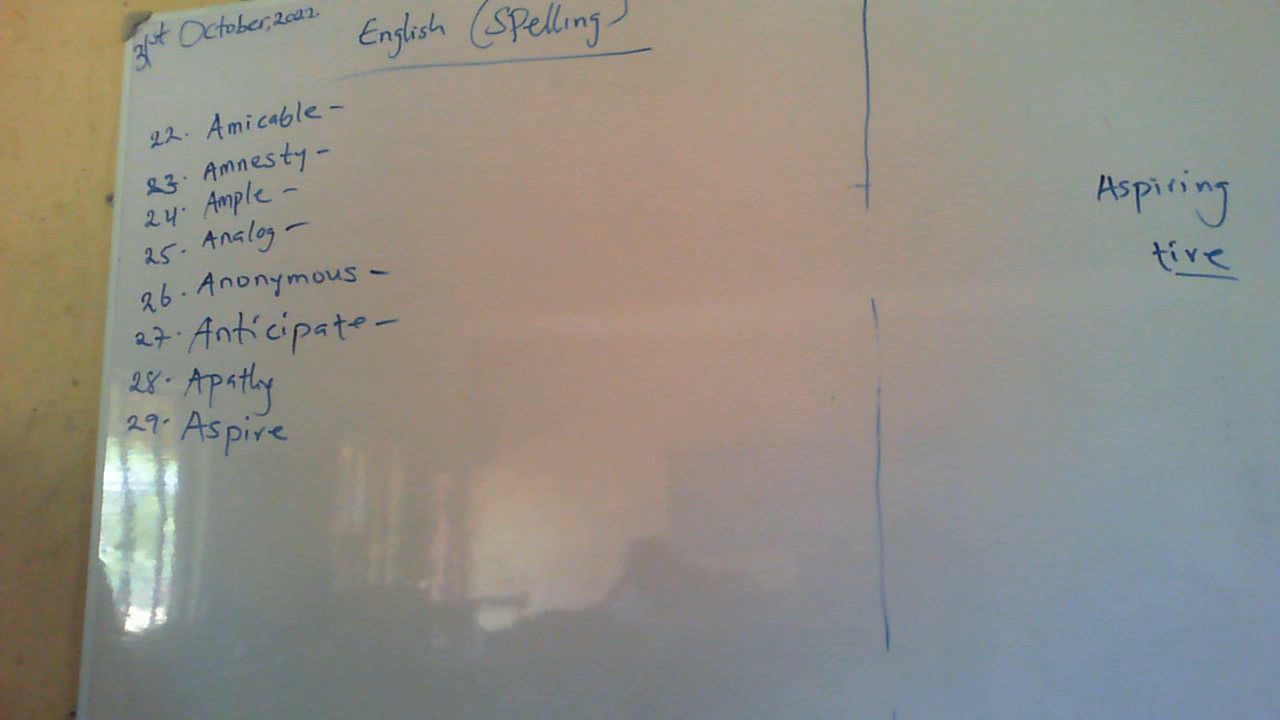 31st October, 2022.
English (Spelling)
22. Amicable -
23. Amnesty -
24. Ample -
25. Analog -
26. Anonymous -
27. Anticipate -
28. Apathy
29. Aspire
Aspiring
tire